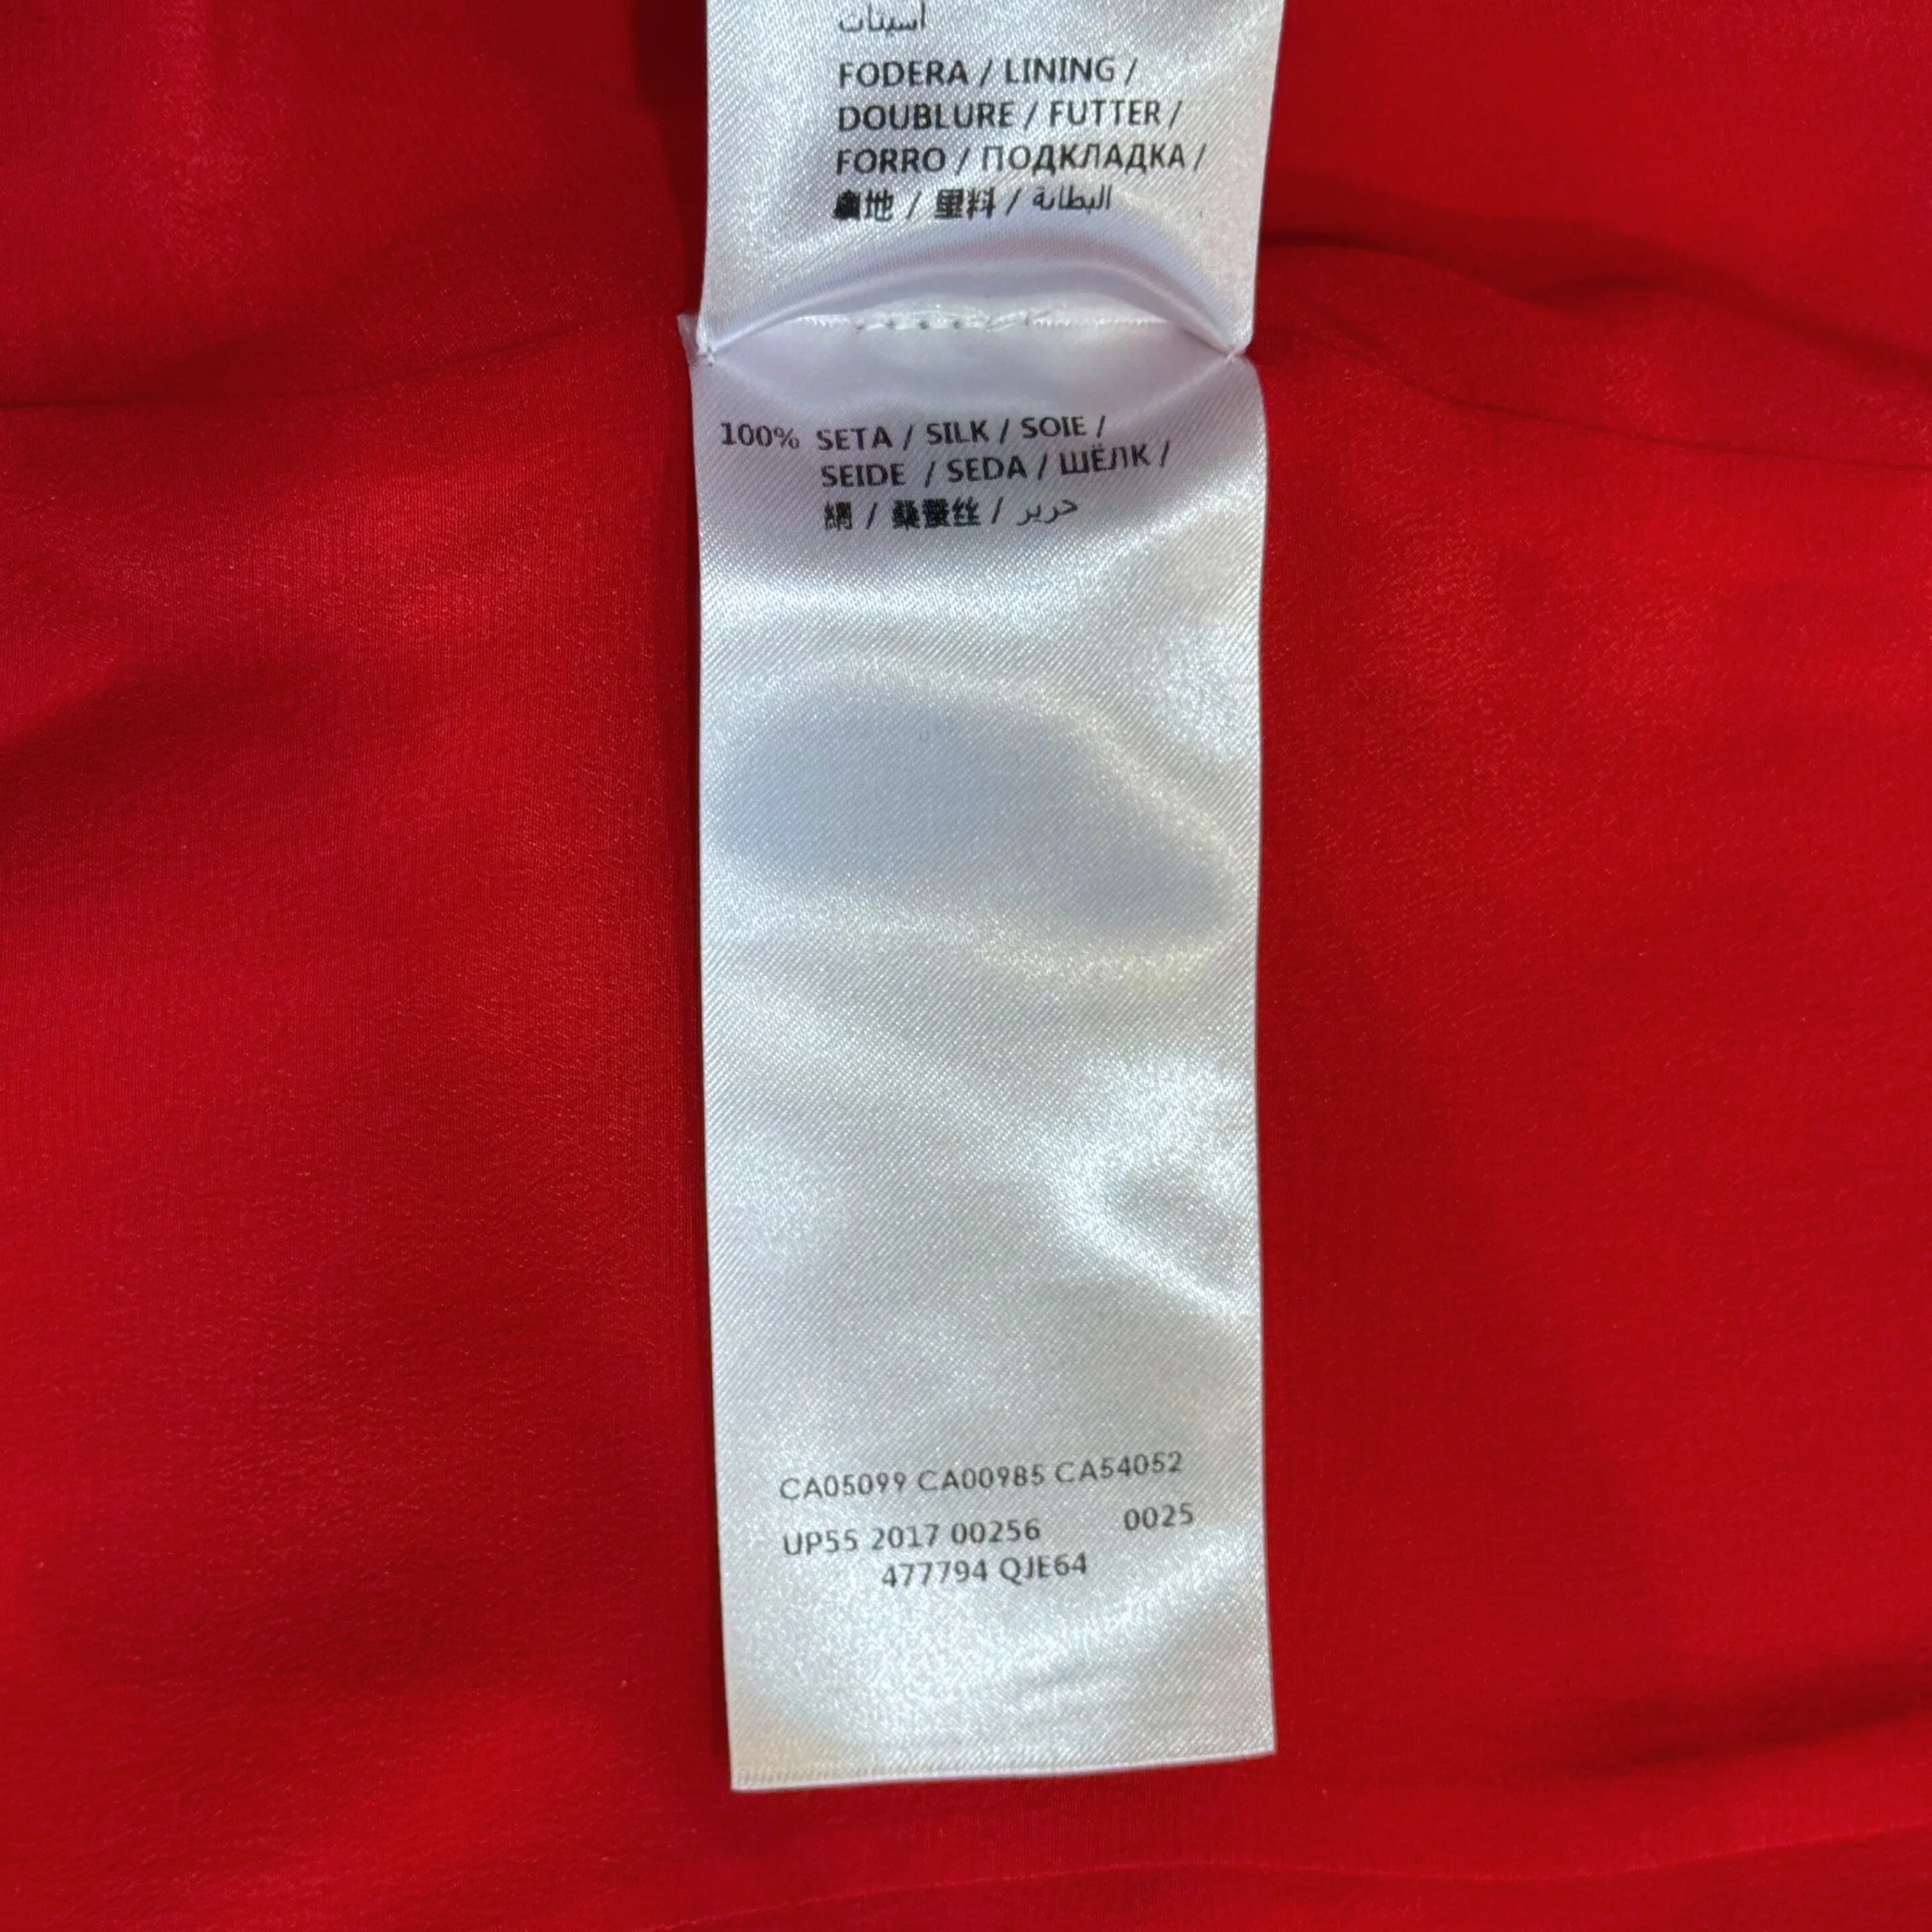 أسيتات
FODERA / LINING /
DOUBLURE / FUTTER /
FORRO / ПОДКЛАДКА /
裏地 / 里料 / البطانة
100% SETA / SILK / SOIE /
SEIDE / SEDA / ШЁЛК /
絹 / 桑蚕丝 / حرير
CA05099 CA00985 CA54052
UP55 2017 00256 0025
477794 QJE64